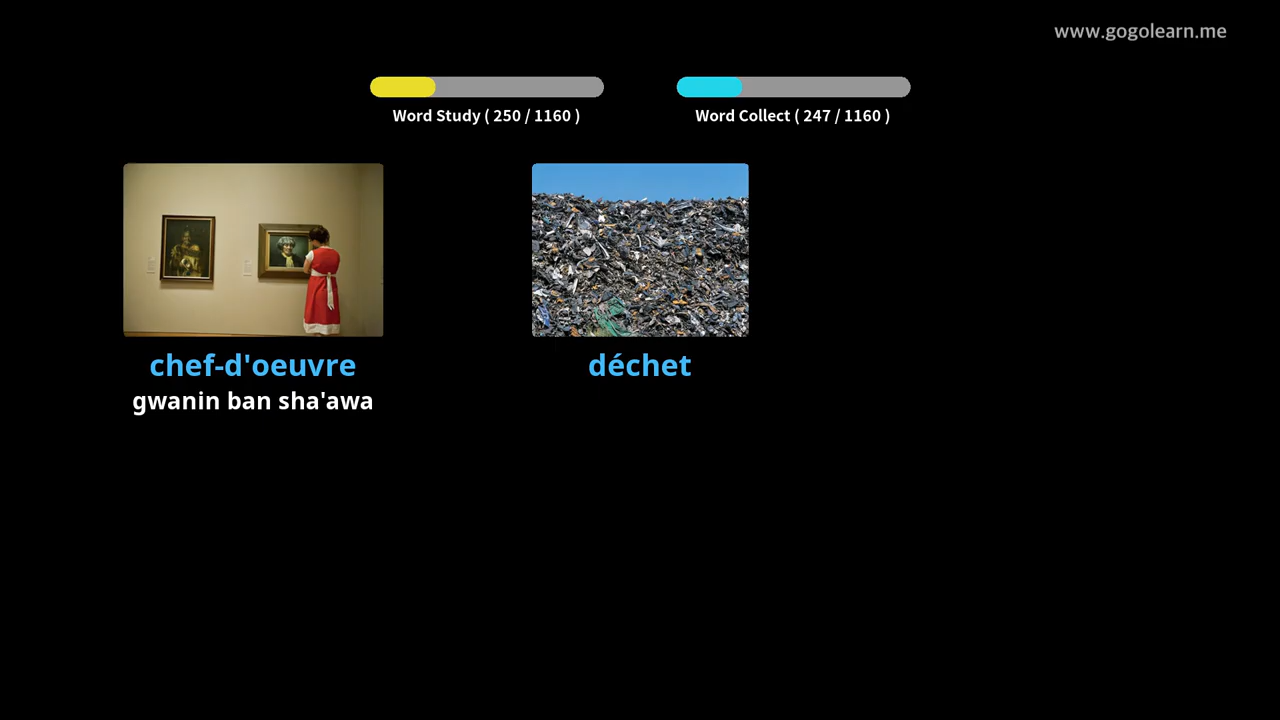 www.gogolearn.me
Word Study ( 250 / 1160 )
Word Collect ( 247 / 1160 )
chef-d'oeuvre
gwanin ban sha'awa
déchet